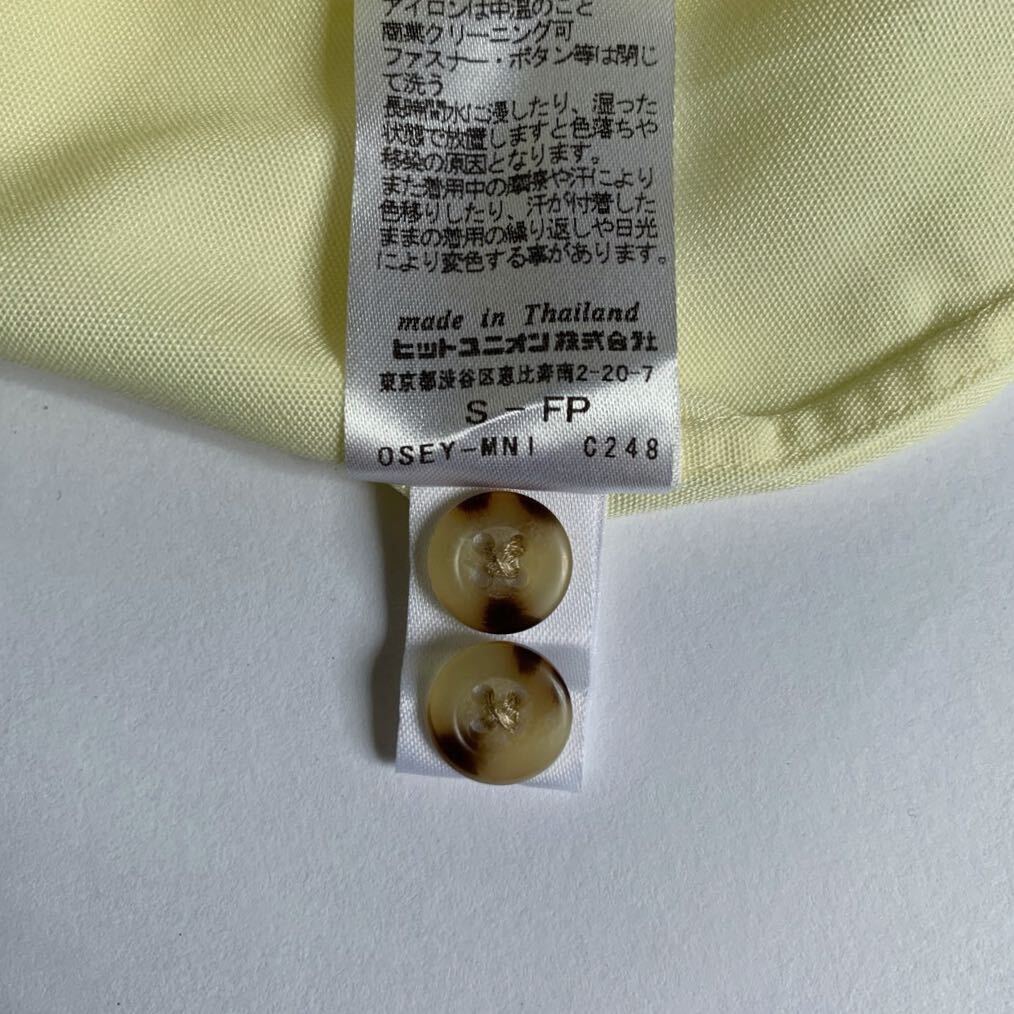 アイロンは中温のこと
商業クリーニング可
ファスナー・ボタン等は閉じ
て洗う
長時間水に浸したり、湿った
状態で放置しますと色落ちや
移染の原因となります。
また着用中の摩擦や汗により
色移りしたり、汗が付着した
ままの着用の繰り返しや日光
により変色する事があります。
made in Thailand
ヒットユニオン株式会社
東京都渋谷区恵比寿南2-20-7
S - FP
OSEY-MNI C248